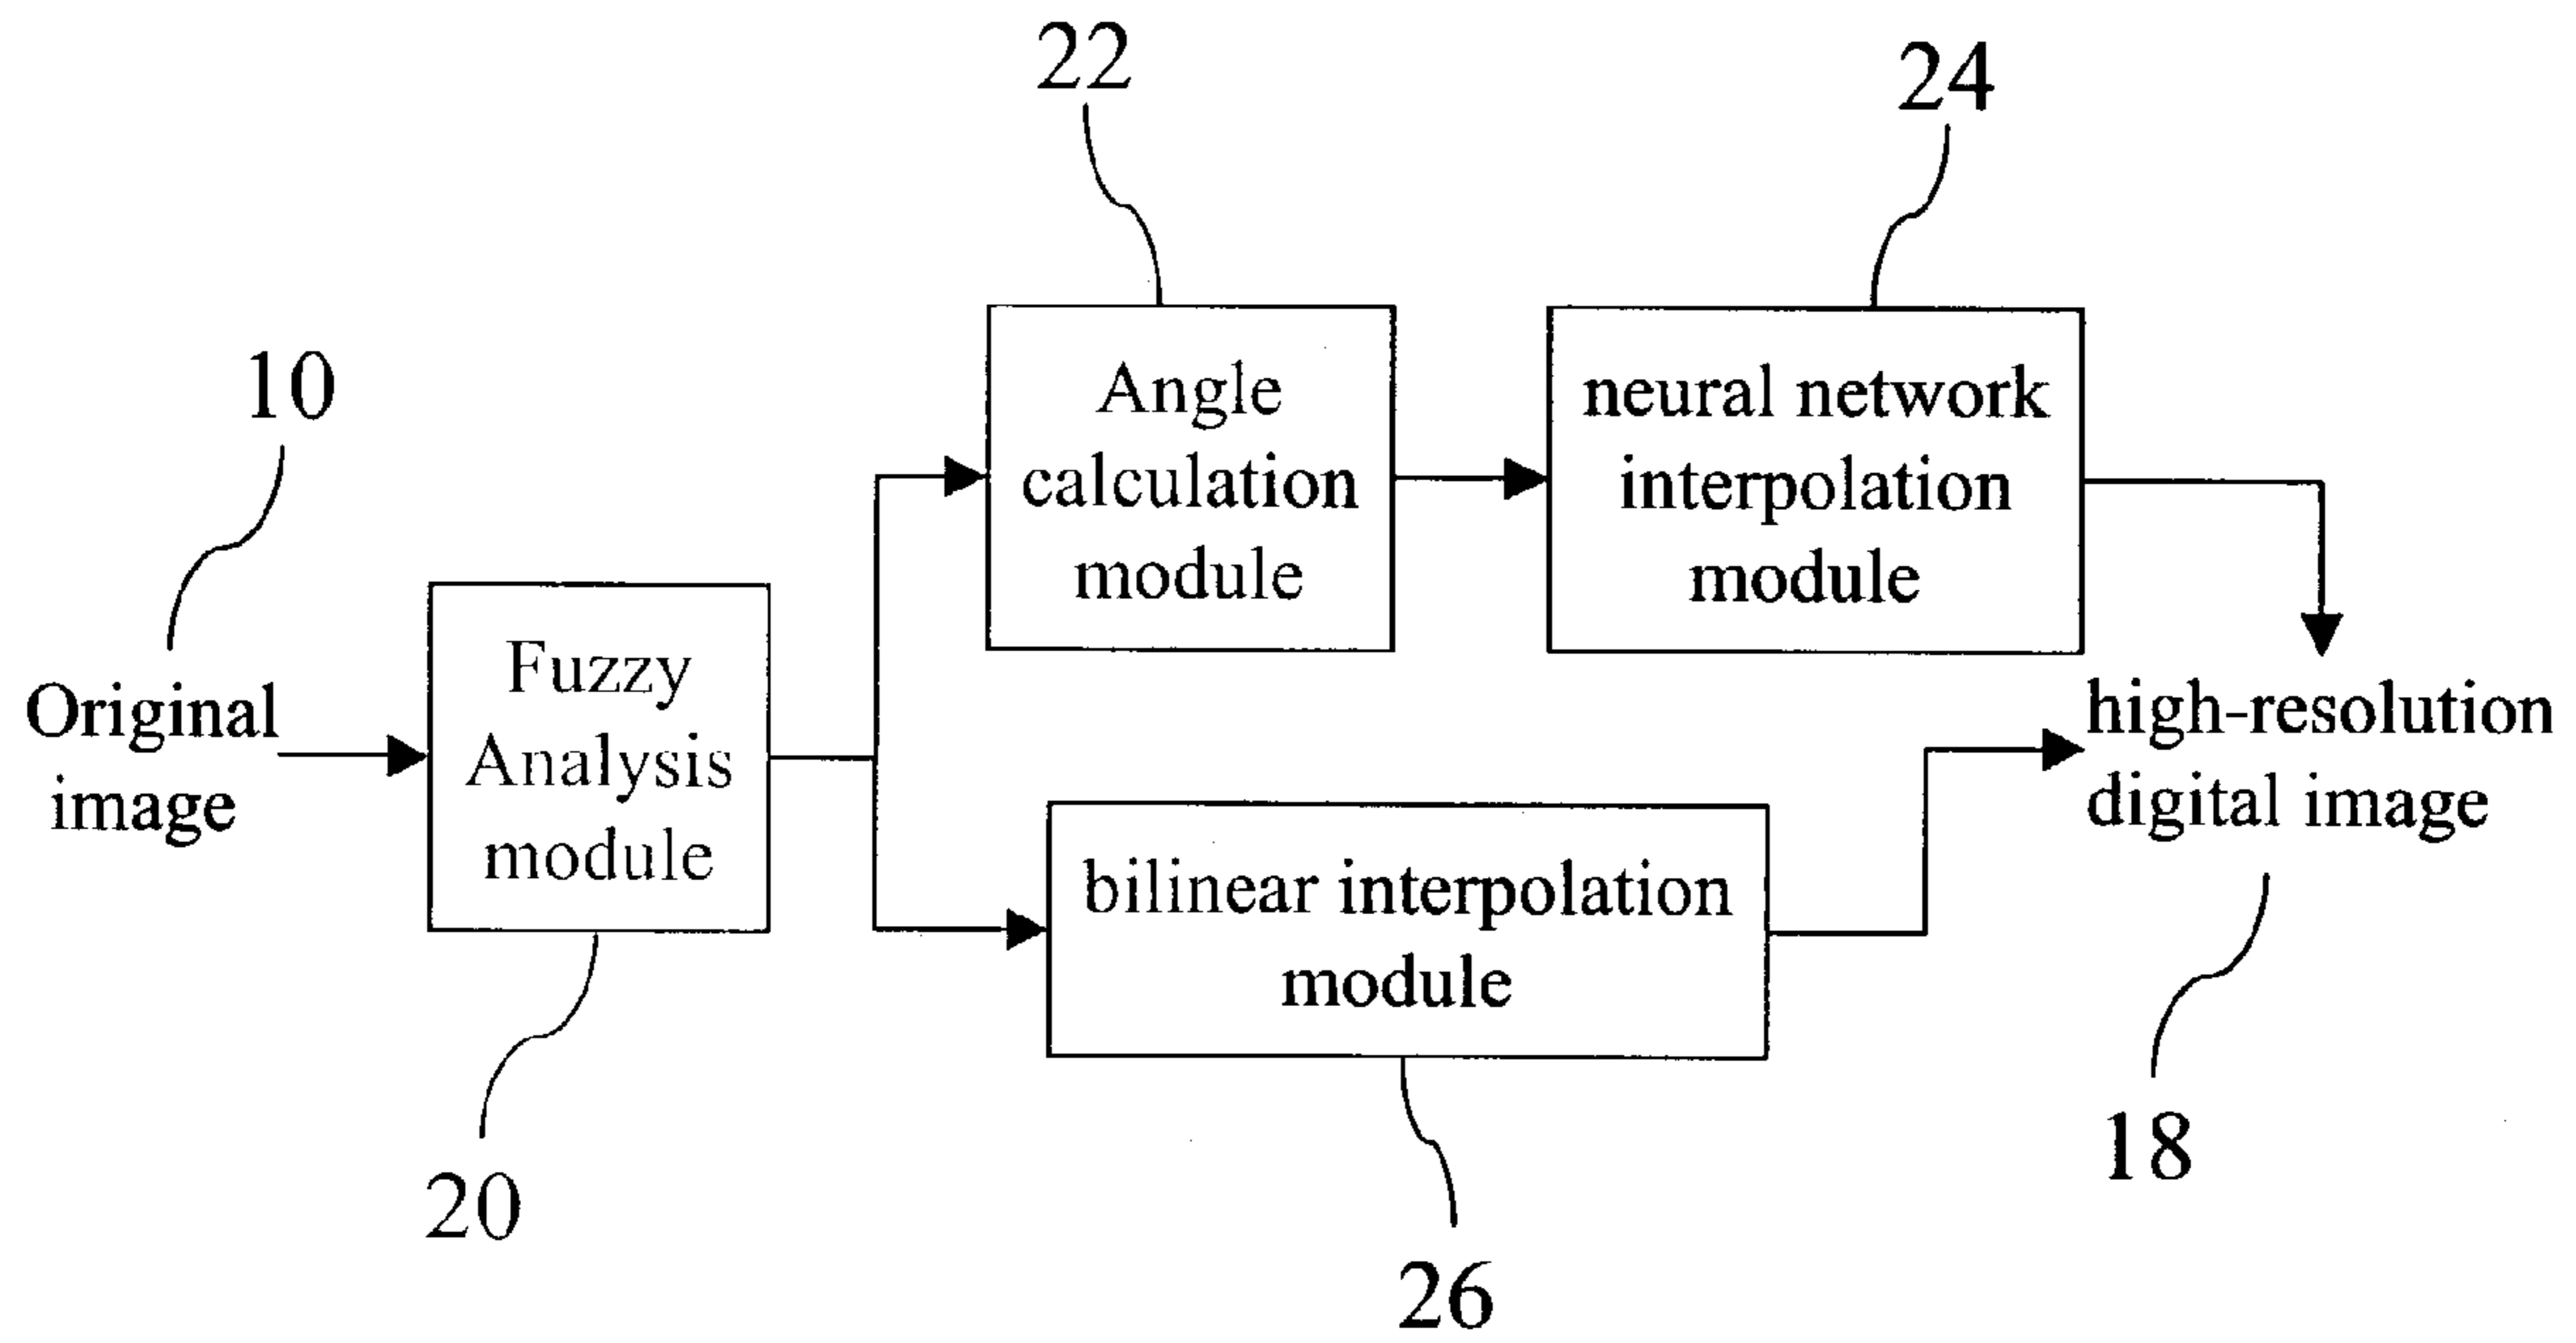 22
24
10
Angle
calculation
module
neural network
interpolation
module
Original
image
Fuzzy
Analysis
module
high-resolution
digital image
bilinear interpolation
module
20
18
26